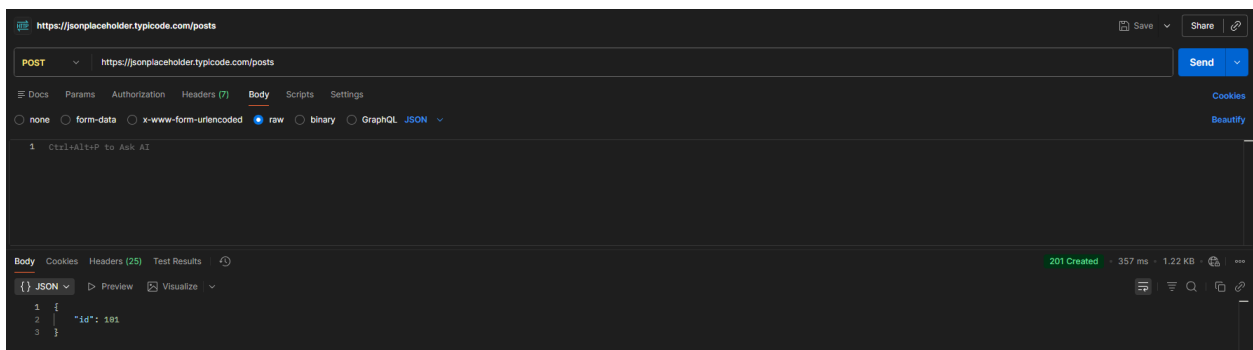 HTTP https://jsonplaceholder.typicode.com/posts Save Share
POST https://jsonplaceholder.typicode.com/posts Send
Docs Params Authorization Headers (7) Body Scripts Settings Cookies
none form-data x-www-form-urlencoded raw binary GraphQL JSON Beautify
1 Ctrl+Alt+P to Ask AI
Body Cookies Headers (25) Test Results 201 Created • 357 ms • 1.22 KB
{} JSON Preview Visualize
1 {
2 "id": 101
3 }